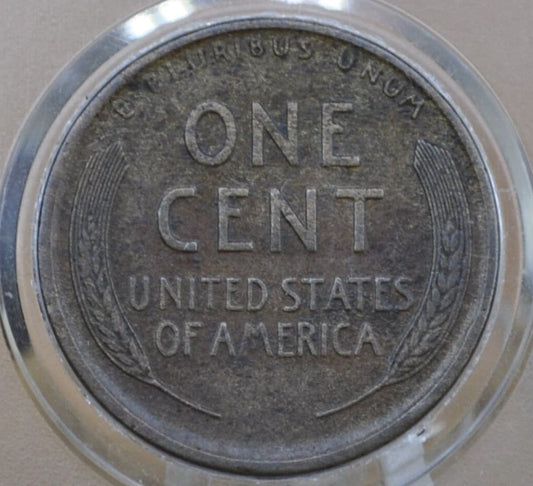 E PLURIBUS UNUM
ONE
CENT
UNITED STATES
OF AMERICA